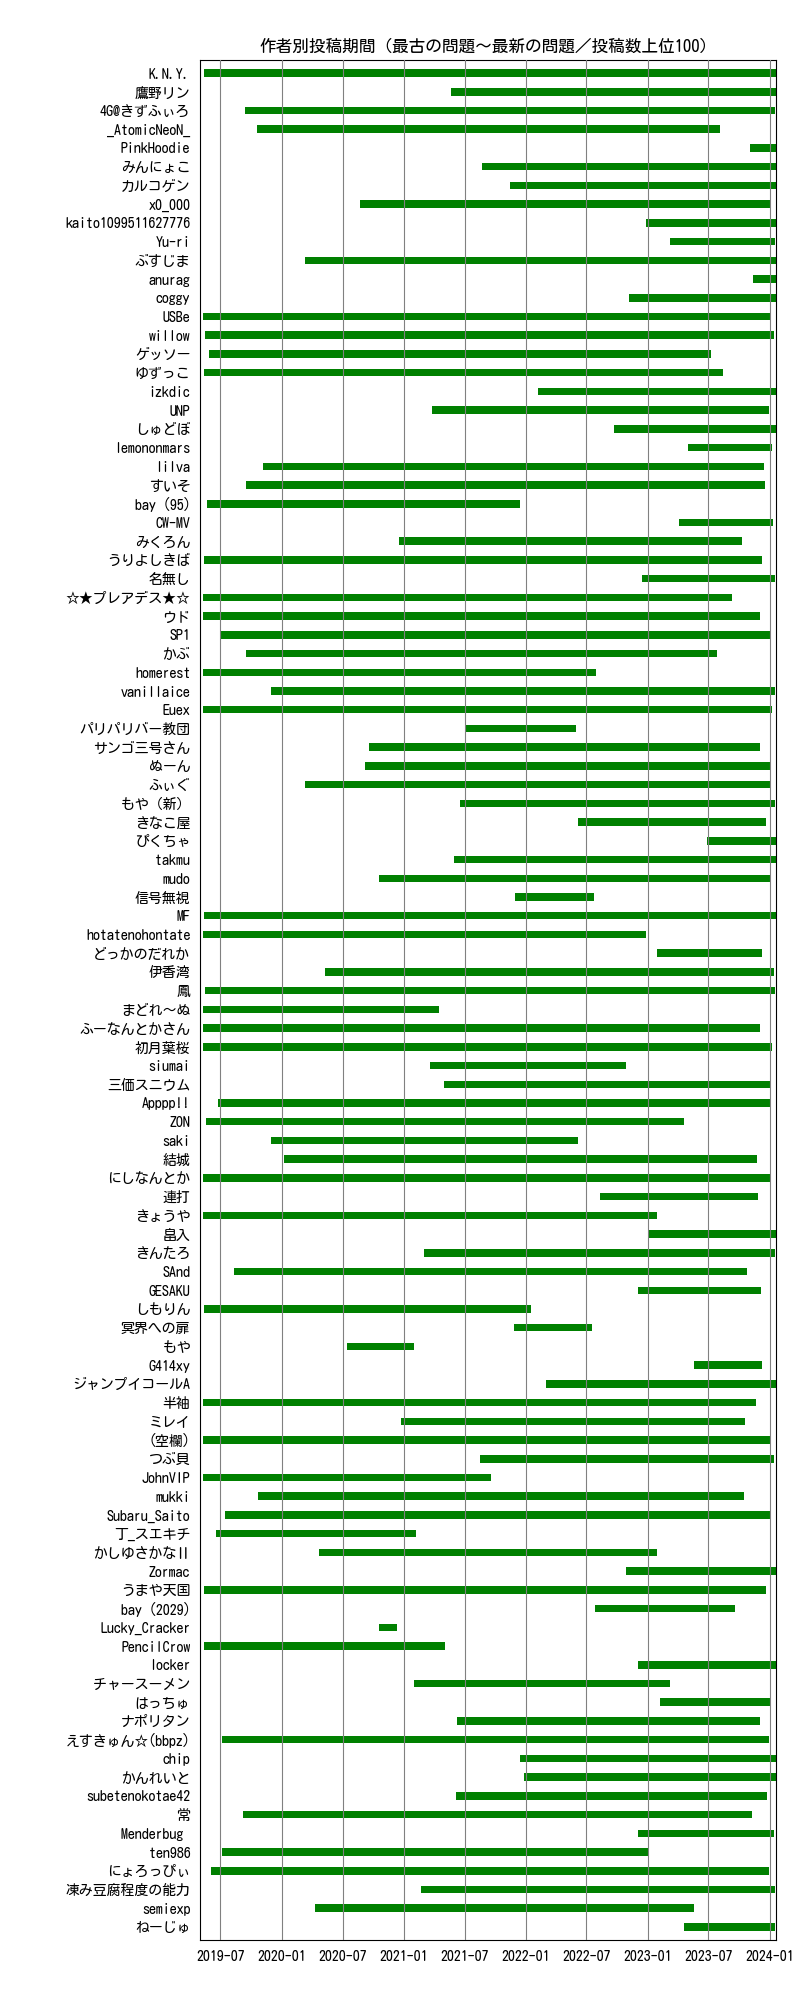 作者別投稿期間（最古の問題～最新の問題／投稿数上位100）
K.N.Y.
鷹野リン
4G@きずふぃろ
_AtomicNeoN_
PinkHoodie
みんにょこ
カルコゲン
x0_000
kaito1099511627776
Yu-ri
ぶすじま
anurag
coggy
USBe
willow
ゲッソー
ゆずっこ
izkdic
UNP
しゅどぼ
lemononmars
lilva
すいそ
bay (95)
CW-MV
みくろん
うりよしきば
名無し
☆★プレアデス★☆
ウド
SP1
かぶ
homerest
vanillaice
Euex
パリパリバー教団
サンゴ三号さん
ぬーん
ふぃぐ
もや（新）
きなこ屋
ぴくちゃ
takmu
mudo
信号無視
MF
hotatenohontate
どっかのだれか
伊香湾
鳳
まどれ～ぬ
ふーなんとかさん
初月葉桜
siumai
三価スニウム
Appppll
ZON
saki
結城
にしなんとか
連打
きょうや
畠入
きんたろ
SAnd
GESAKU
しもりん
冥界への扉
もや
G414xy
ジャンプイコールA
半袖
ミレイ
(空欄)
つぶ貝
JohnVIP
mukki
Subaru_Saito
丁_スエキチ
かしゆさかなII
Zormac
うまや天国
bay (2029)
Lucky_Cracker
PencilCrow
locker
チャースーメン
はっちゅ
ナポリタン
えすきゅん☆(bbpz)
chip
かんれいと
subetenokotae42
常
Menderbug
ten986
にょろっぴぃ
凍み豆腐程度の能力
semiexp
ねーじゅ
2019-07 2020-01 2020-07 2021-01 2021-07 2022-01 2022-07 2023-01 2023-07 2024-01